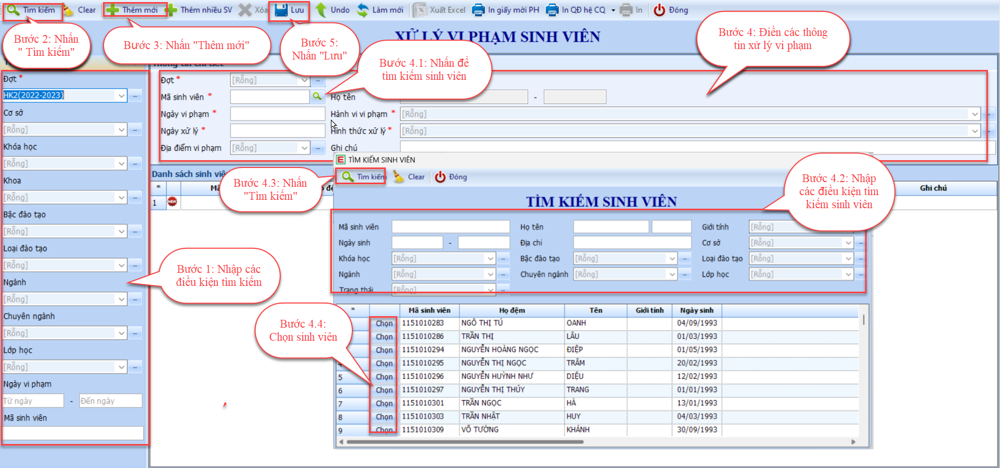 Tìm kiếm Clear Thêm mới Thêm nhiều SV Xóa Lưu Undo Làm mới Xuất Excel In giấy mời PH In QĐ hệ CQ In Đóng
XỬ LÝ VI PHẠM SINH VIÊN
Bước 2: Nhấn
" Tìm kiếm"
Bước 3: Nhấn "Thêm mới"
Bước 5:
Nhấn "Lưu"
Bước 4.1: Nhấn để
tìm kiếm sinh viên
Bước 4: Điền các thông
tin xử lý vi phạm
Thông tin chi tiết
Đợt *
HK2(2022-2023)
Cơ sở
[Rỗng]
Khóa học
[Rỗng]
Khoa
[Rỗng]
Bậc đào tạo
[Rỗng]
Loại đào tạo
[Rỗng]
Ngành
[Rỗng]
Chuyên ngành
[Rỗng]
Lớp học
[Rỗng]
Ngày vi phạm
Từ ngày - Đến ngày
Mã sinh viên
Bước 1: Nhập các
điều kiện tìm kiếm
Đợt * [Rỗng]
Mã sinh viên * Họ tên -
Ngày vi phạm * Hành vi vi phạm * [Rỗng]
Ngày xử lý * Hình thức xử lý * [Rỗng]
Địa điểm vi phạm [Rỗng] Ghi chú
Danh sách sinh viê
* Mã đệ Ghi chú
1 NEW
Bước 4.3: Nhấn
"Tìm kiếm"
TÌM KIẾM SINH VIÊN
Tìm kiếm Clear Đóng
TÌM KIẾM SINH VIÊN
Bước 4.2: Nhập
các điều kiện tìm
kiếm sinh viên
Mã sinh viên Họ tên Giới tính [Rỗng]
Ngày sinh - Địa chỉ Cơ sở [Rỗng]
Khóa học [Rỗng] Bậc đào tạo [Rỗng] Loại đào tạo [Rỗng]
Ngành [Rỗng] Chuyên ngành [Rỗng] Lớp học [Rỗng]
Trạng thái [Rỗng]
Bước 4.4:
Chọn sinh viên
* Mã sinh viên Họ đệm Tên Giới tính Ngày sinh
Chọn 1151010283 NGÔ THỊ TÚ OANH 04/09/1993
Chọn 1151010286 TRẦN THỊ LÂU 01/03/1993
Chọn 1151010294 NGUYỄN HOÀNG NGỌC ĐIỆP 01/05/1993
4 Chọn 1151010295 NGUYỄN THỊ NGỌC TRÂM 20/02/1993
5 Chọn 1151010296 NGUYỄN HUỲNH NHƯ DIỆU 12/02/1993
6 Chọn 1151010297 NGUYỄN THỊ THÚY TRANG 01/01/1993
7 Chọn 1151010301 TRẦN NGỌC HÀ 13/01/1993
8 Chọn 1151010303 TRẦN NHẬT HUY 04/03/1993
9 Chọn 1151010309 VÕ TƯỜNG KHÁNH 30/09/1993